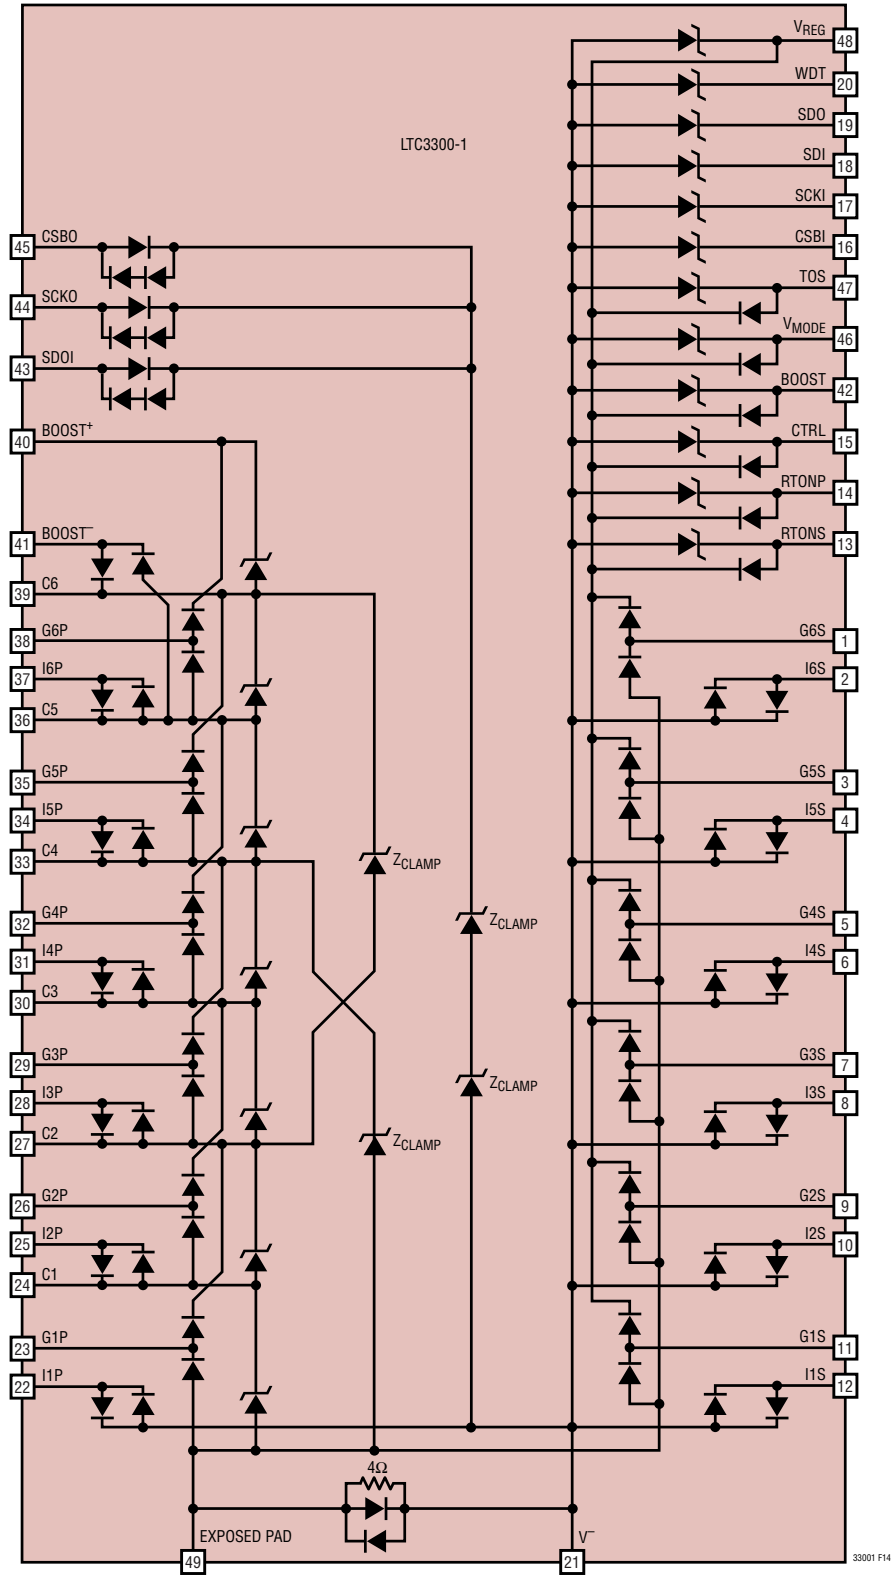 LTC3300-1
VREG 48
WDT 20
SDO 19
SDI 18
SCKI 17
CSBI 16
TOS 47
VMODE 46
BOOST 42
CTRL 15
RTONP 14
RTONS 13
G6S 1
I6S 2
G5S 3
I5S 4
G4S 5
I4S 6
G3S 7
I3S 8
G2S 9
I2S 10
G1S 11
I1S 12
45 CSBO
44 SCKO
43 SDOI
40 BOOST+
41 BOOST–
39 C6
38 G6P
37 I6P
36 C5
35 G5P
34 I5P
33 C4
32 G4P
31 I4P
30 C3
29 G3P
28 I3P
27 C2
26 G2P
25 I2P
24 C1
23 G1P
22 I1P
ZCLAMP
ZCLAMP
ZCLAMP
ZCLAMP
4Ω
EXPOSED PAD
49
V–
21
33001 F14